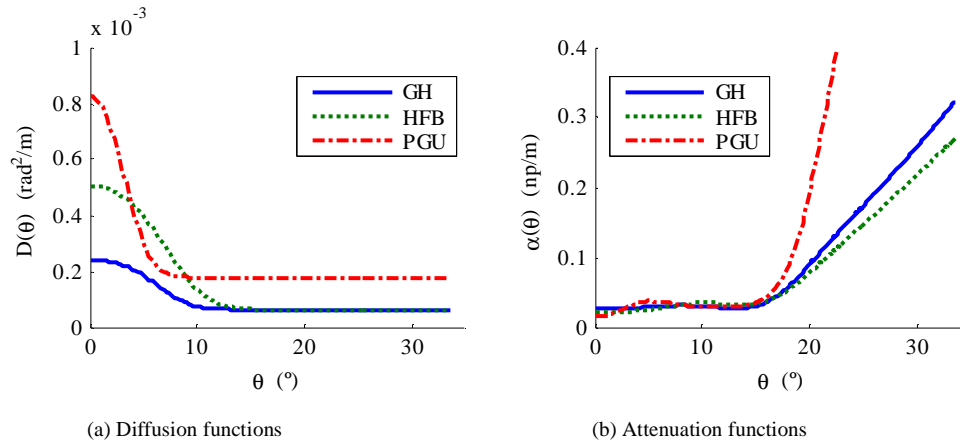 x 10⁻³
1
0.8
0.6
0.4
0.2
0
D(θ) (rad²/m)
GH
HFB
PGU
0 10 20 30
θ (º)
(a) Diffusion functions
0.4
0.3
0.2
0.1
0
α(θ) (np/m)
GH
HFB
PGU
0 10 20 30
θ (º)
(b) Attenuation functions